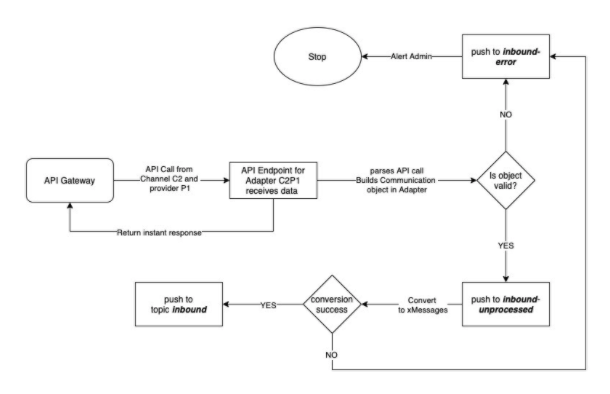 Stop
Alert Admin
push to inbound-
error
NO
API Gateway
API Call from
Channel C2 and
provider P1
API Endpoint for
Adapter C2P1
receives data
parses API call
Builds Communication
object in Adapter
Is object
valid?
Return instant response
YES
push to
topic inbound
YES
conversion
success
Convert
to xMessages
push to inbound-
unprocessed
NO